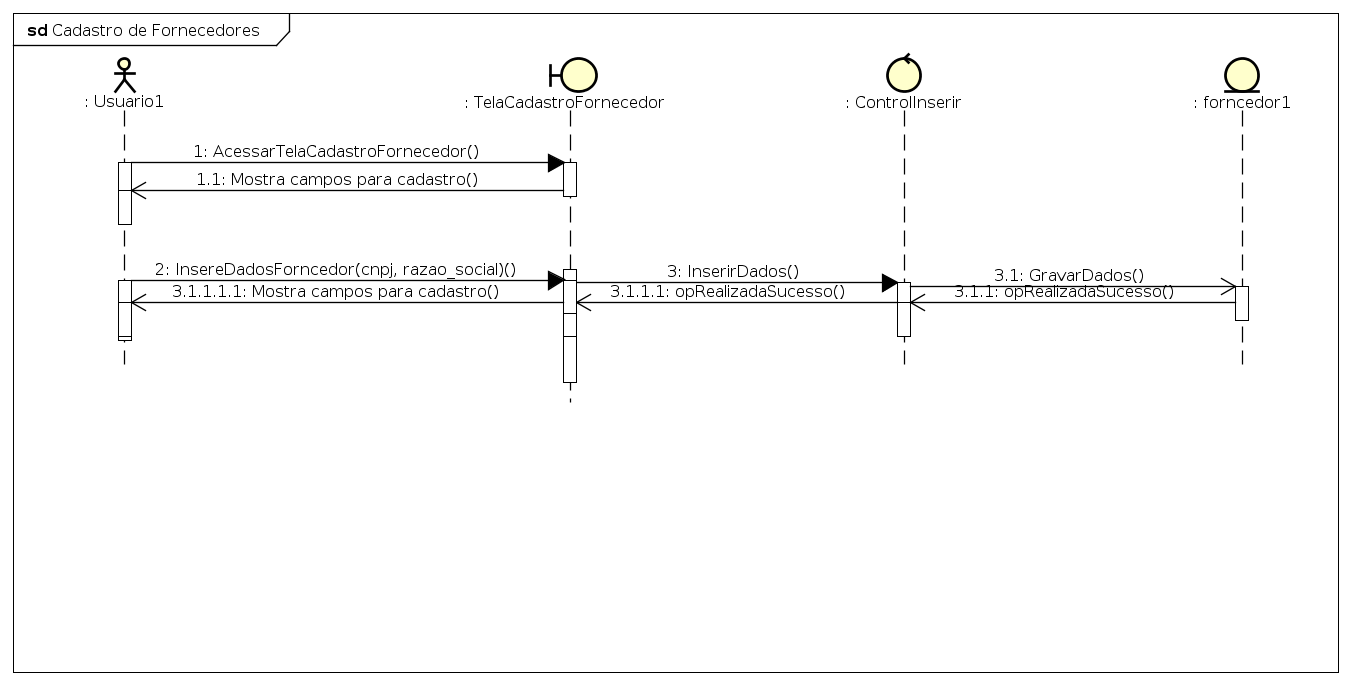 sd Cadastro de Fornecedores
: Usuario1
: TelaCadastroFornecedor
: ControlInserir
: forncedor1
1: AcessarTelaCadastroFornecedor()
1.1: Mostra campos para cadastro()
2: InsereDadosForncedor(cnpj, razao_social)()
3: InserirDados()
3.1: GravarDados()
3.1.1.1.1: Mostra campos para cadastro()
3.1.1.1: opRealizadaSucesso()
3.1.1: opRealizadaSucesso()